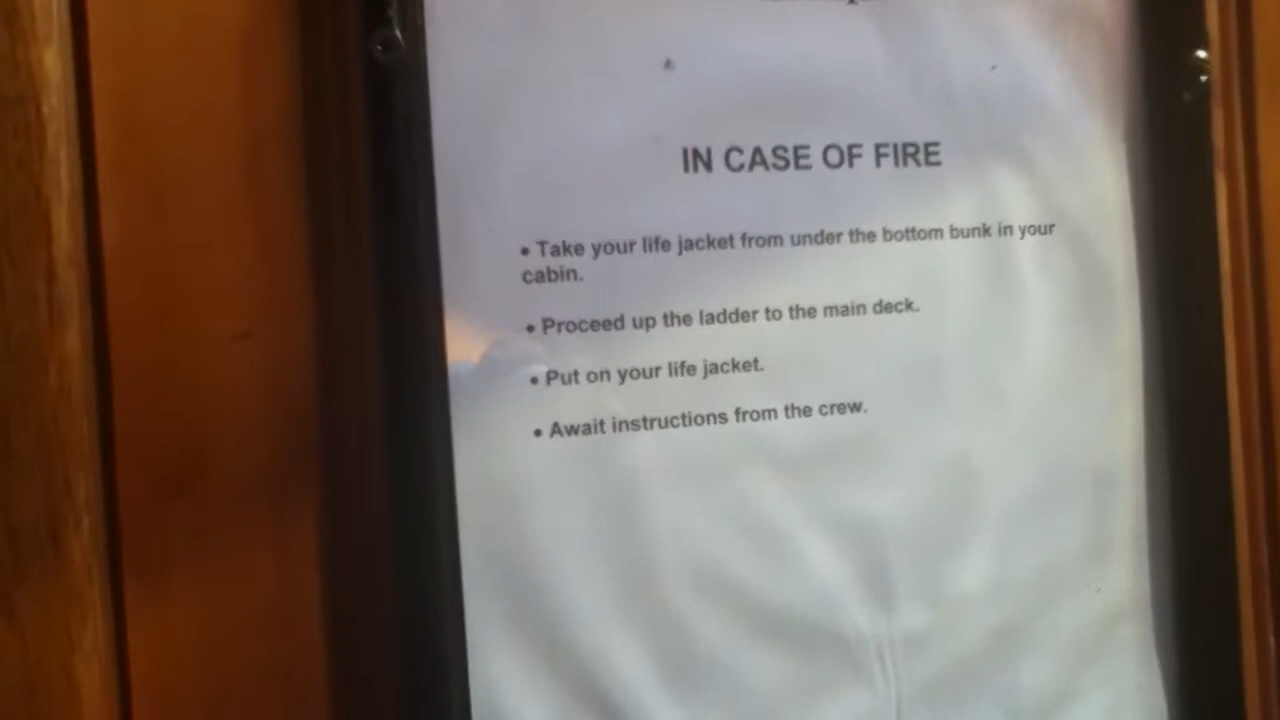 IN CASE OF FIRE
• Take your life jacket from under the bottom bunk in your
cabin.
• Proceed up the ladder to the main deck.
• Put on your life jacket.
• Await instructions from the crew.